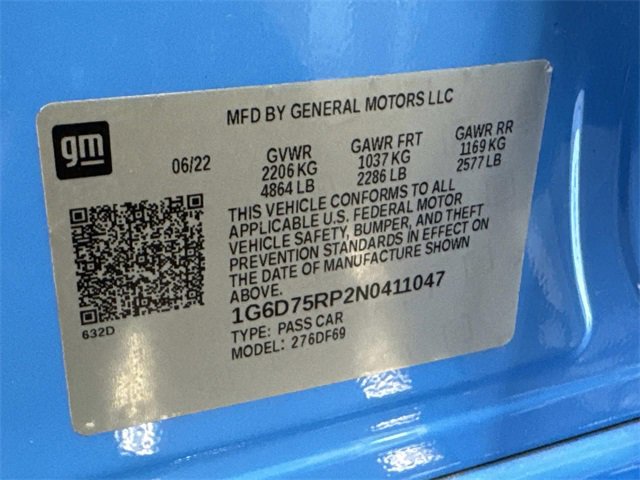 MFD BY GENERAL MOTORS LLC
gm
06/22
GVWR
2206 KG
4864 LB
GAWR FRT
1037 KG
2286 LB
GAWR RR
1169 KG
2577 LB
THIS VEHICLE CONFORMS TO ALL
APPLICABLE U.S. FEDERAL MOTOR
VEHICLE SAFETY, BUMPER, AND THEFT
PREVENTION STANDARDS IN EFFECT ON
THE DATE OF MANUFACTURE SHOWN
ABOVE.
1G6D75RP2N0411047
TYPE: PASS CAR
MODEL: 276DF69
632D